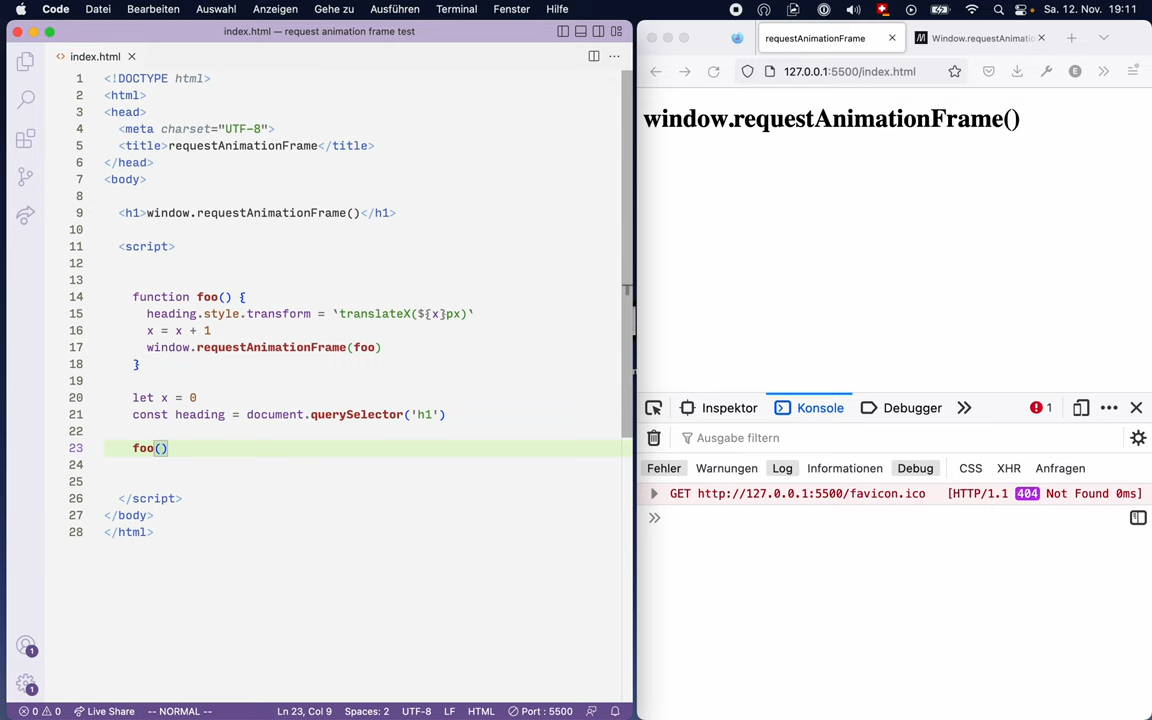 Code Datei Bearbeiten Auswahl Anzeigen Gehe zu Ausführen Terminal Fenster Hilfe Sa. 12. Nov. 19:11
index.html — request animation frame test
index.html
1 <!DOCTYPE html>
2 <html>
3 <head>
4 <meta charset="UTF-8">
5 <title>requestAnimationFrame</title>
6 </head>
7 <body>
8
9 <h1>window.requestAnimationFrame()</h1>
10
11 <script>
12
13
14 function foo() {
15 heading.style.transform = `translateX(${x}px)`
16 x = x + 1
17 window.requestAnimationFrame(foo)
18 }
19
20 let x = 0
21 const heading = document.querySelector('h1')
22
23 foo()
24
25
26 </script>
27 </body>
28 </html>
1
1
0 0 Live Share -- NORMAL -- Ln 23, Col 9 Spaces: 2 UTF-8 LF HTML Port : 5500
requestAnimationFrame Window.requestAnimatio
127.0.0.1:5500/index.html E
window.requestAnimationFrame()
Inspektor Konsole Debugger 1
Ausgabe filtern
Fehler Warnungen Log Informationen Debug CSS XHR Anfragen
GET http://127.0.0.1:5500/favicon.ico [HTTP/1.1 404 Not Found 0ms]